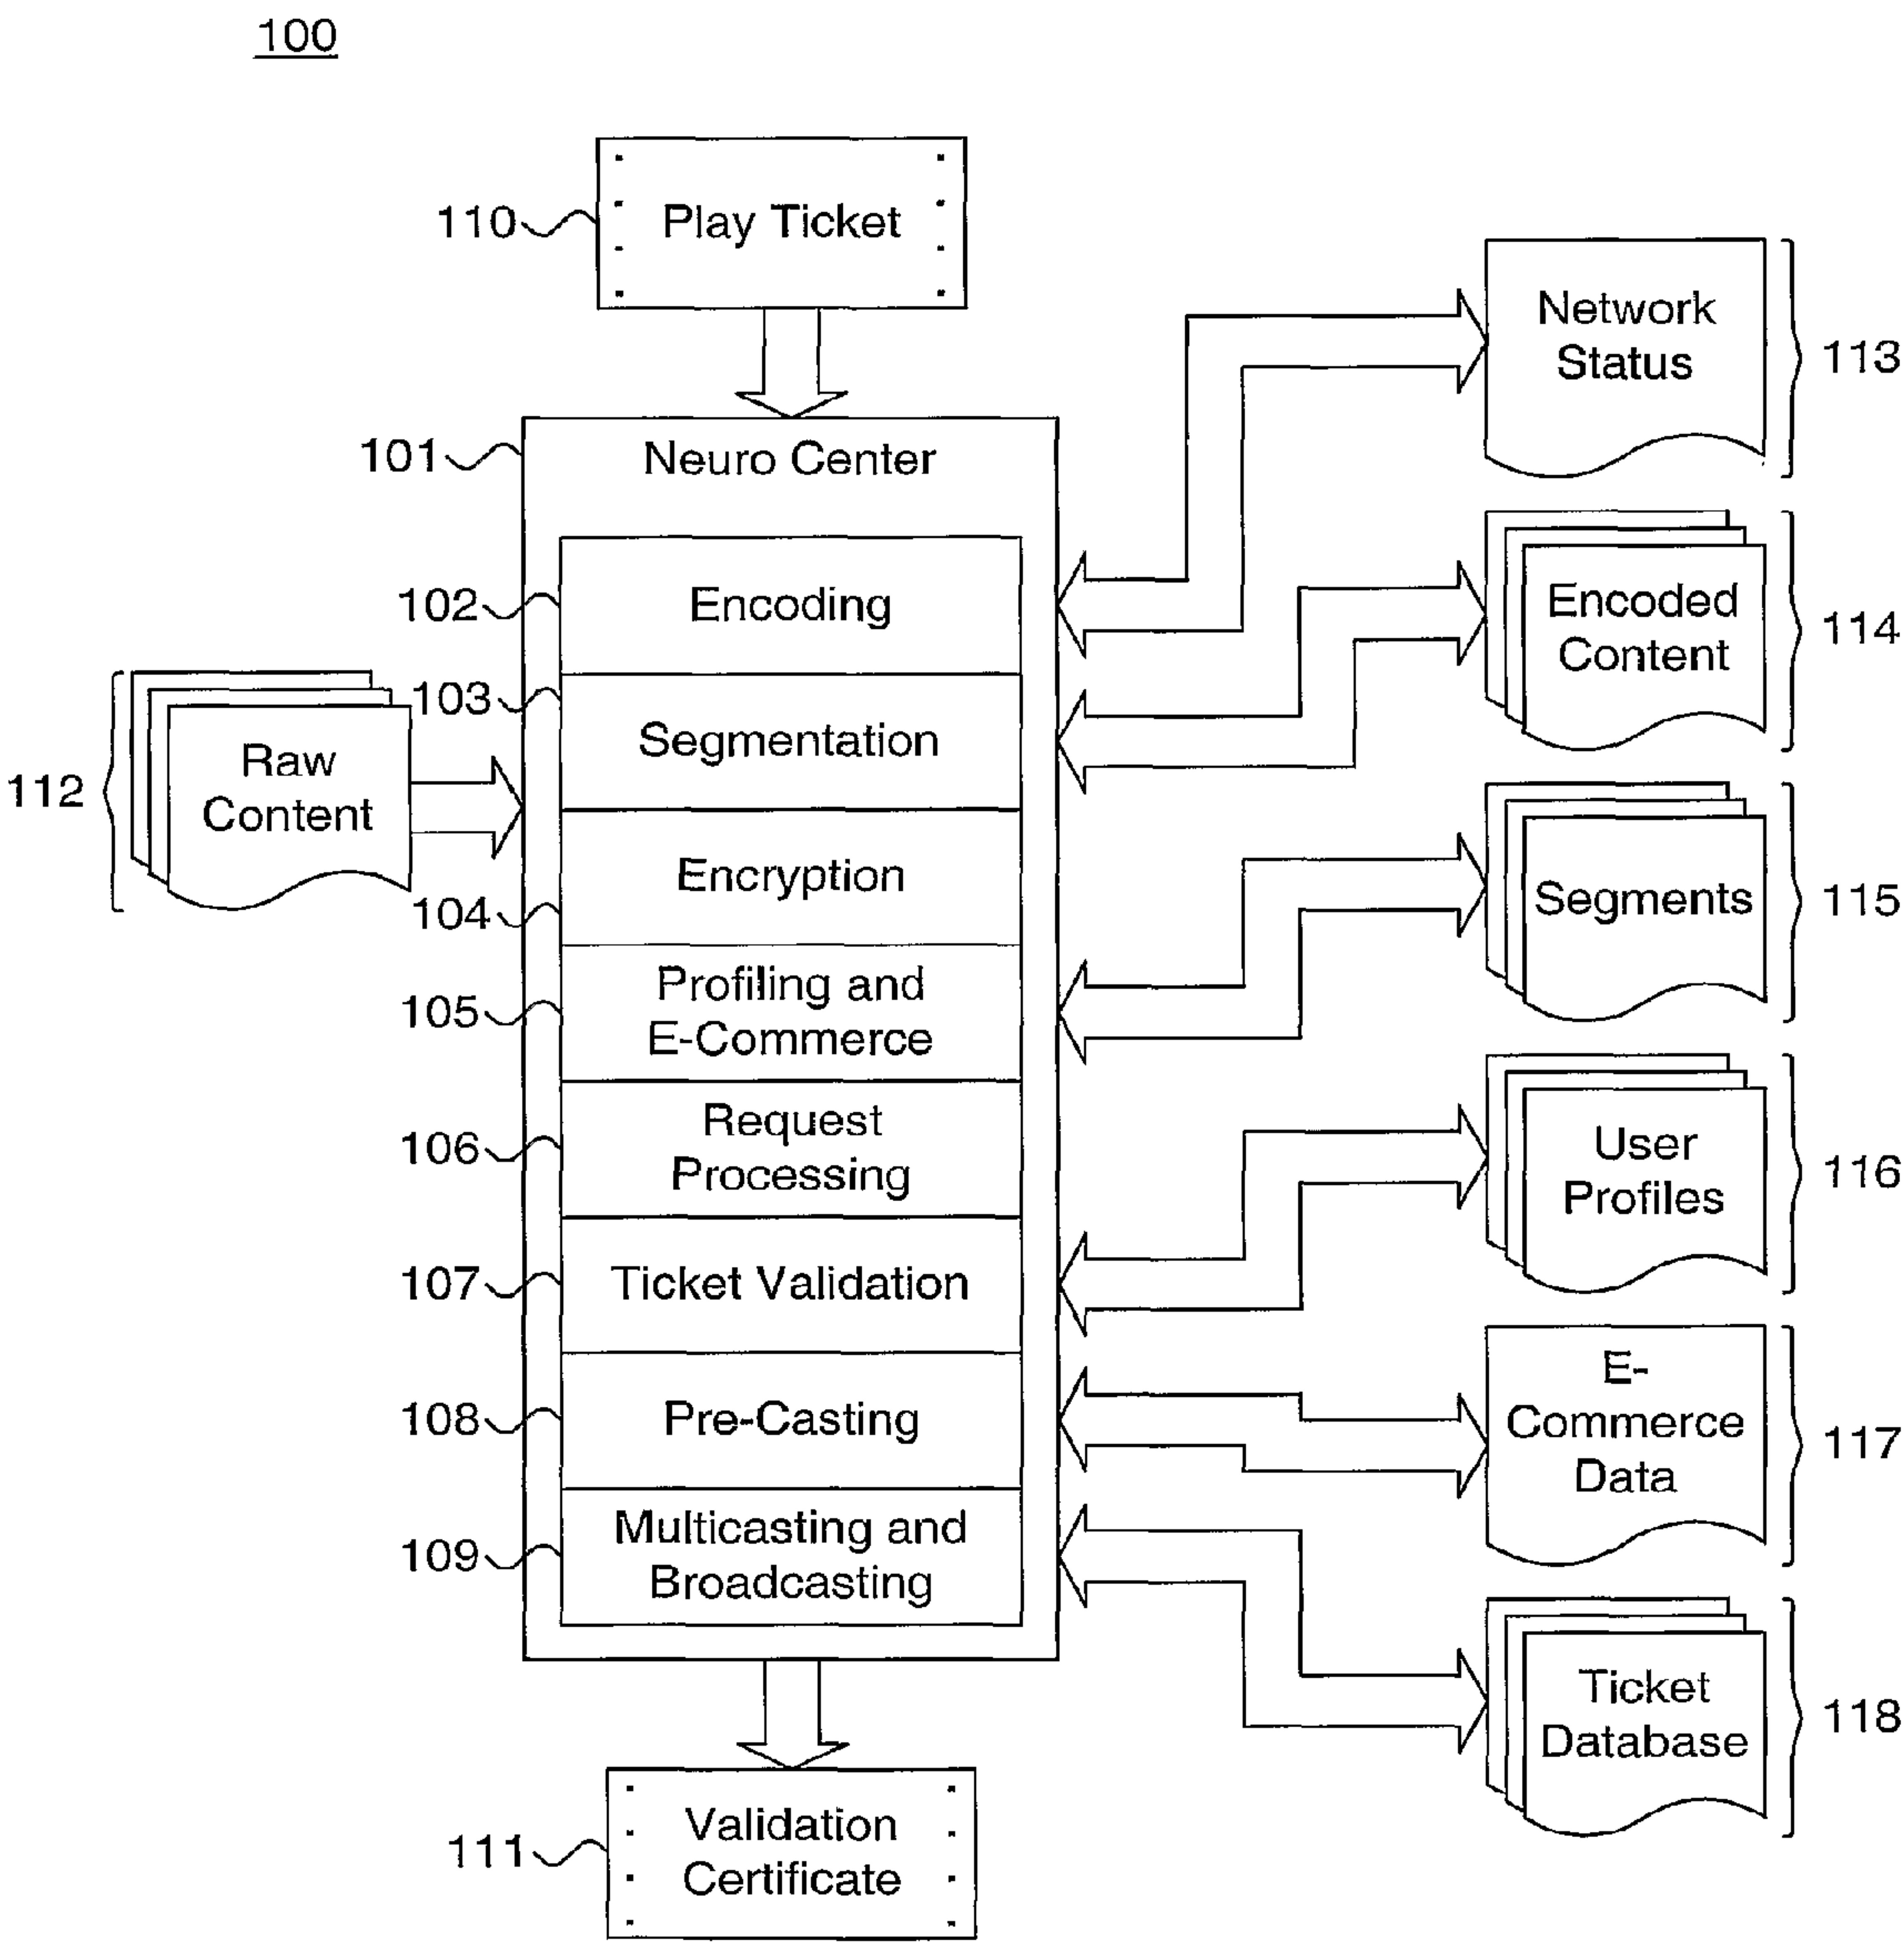 100
110
Play Ticket
101
Neuro Center
102
Encoding
103
Segmentation
104
Encryption
105
Profiling and
E-Commerce
106
Request
Processing
107
Ticket Validation
108
Pre-Casting
109
Multicasting and
Broadcasting
112
Raw
Content
111
Validation
Certificate
Network
Status
113
Encoded
Content
114
Segments
115
User
Profiles
116
E-
Commerce
Data
117
Ticket
Database
118